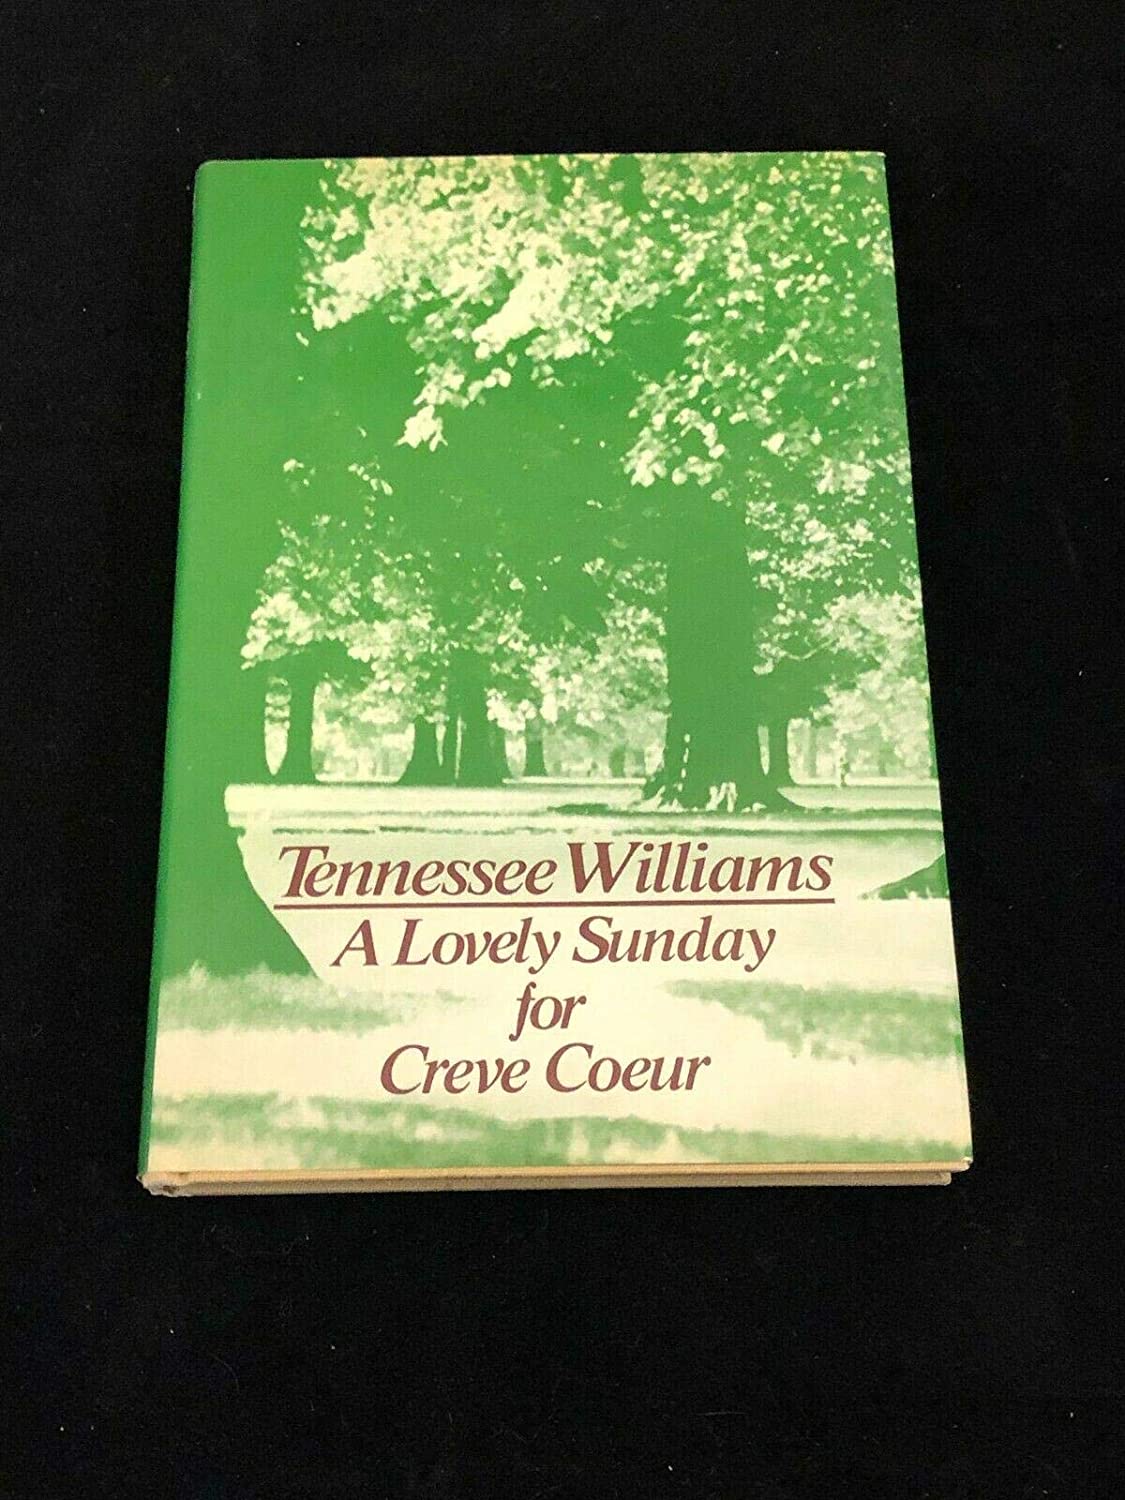 Tennessee Williams
A Lovely Sunday
for
Creve Coeur